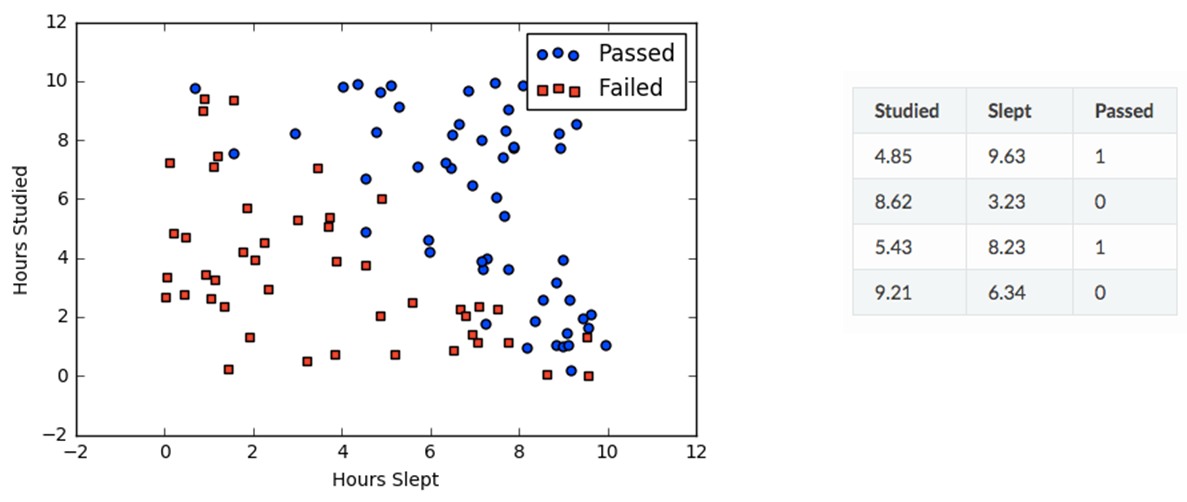 12
10
8
6
4
2
0
−2
Hours Studied
Passed
Failed
−2 0 2 4 6 8 10 12
Hours Slept
Studied Slept Passed
4.85 9.63 1
8.62 3.23 0
5.43 8.23 1
9.21 6.34 0